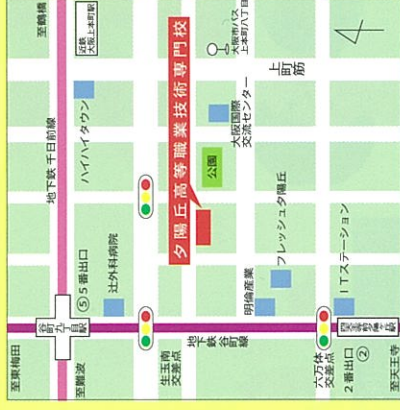 至鶴橋
近鉄
大阪上本町駅
ハイハイタウン
地下鉄千日前線
⑤5番出口
谷町
九丁目駅
至東梅田
至難波
辻外科病院
夕陽丘高等職業技術専門校
大阪市バス
上本町八丁目
上町筋
大阪国際
交流センター
公園
フレッシュ夕陽丘
明倫産業
ITステーション
生玉南
交差点
地下鉄谷町線
六万体
交差点
2番出口
②
四天王寺前夕陽ヶ丘駅
至天王寺
4